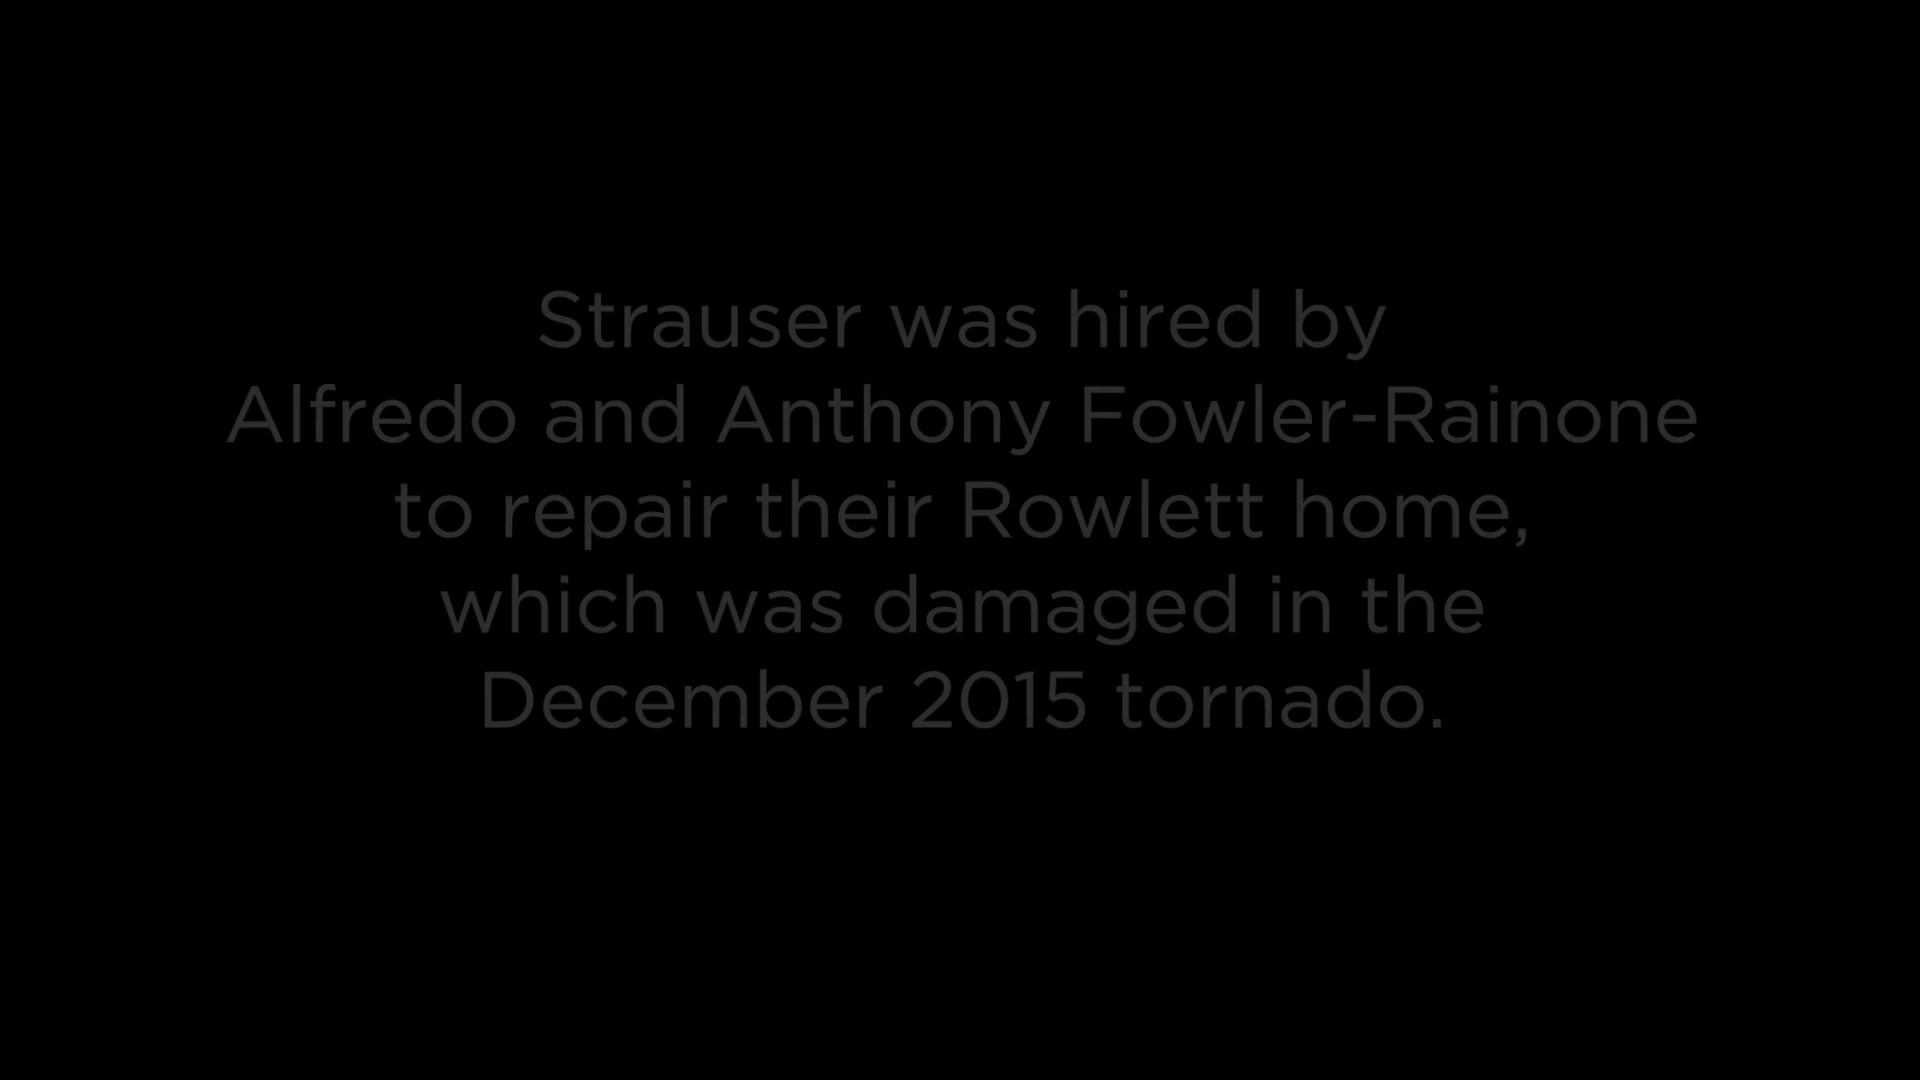 Strauser was hired by
Alfredo and Anthony Fowler-Rainone
to repair their Rowlett home,
which was damaged in the
December 2015 tornado.